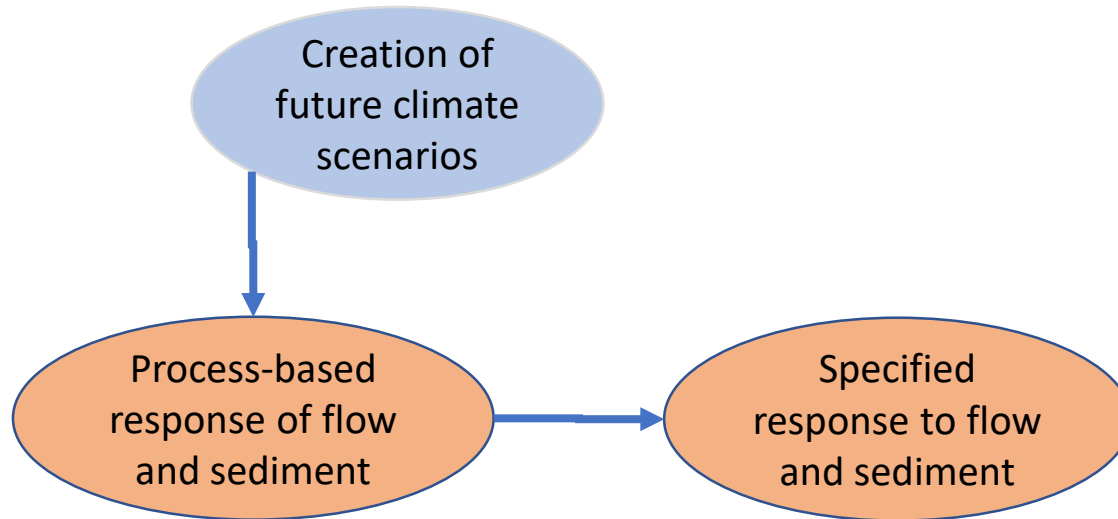 Creation of
future climate
scenarios
Process-based
response of flow
and sediment
Specified
response to flow
and sediment